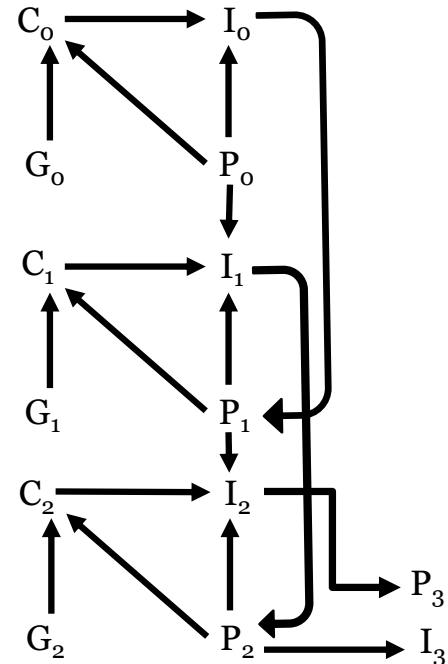 C₀ I₀
G₀ P₀
C₁ I₁
G₁ P₁
C₂ I₂
P₃
G₂ P₂ I₃